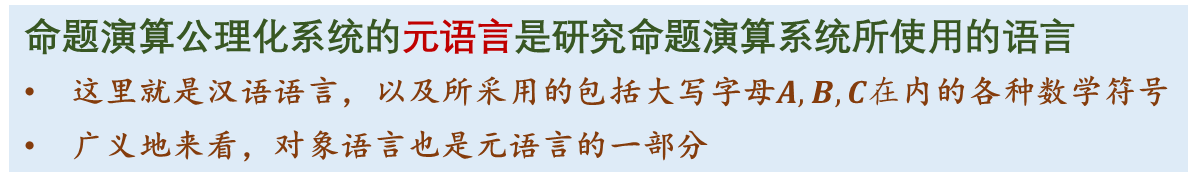 命题演算公理化系统的元语言是研究命题演算系统所使用的语言
• 这里就是汉语语言，以及所采用的包括大写字母A, B, C在内的各种数学符号
• 广义地来看，对象语言也是元语言的一部分